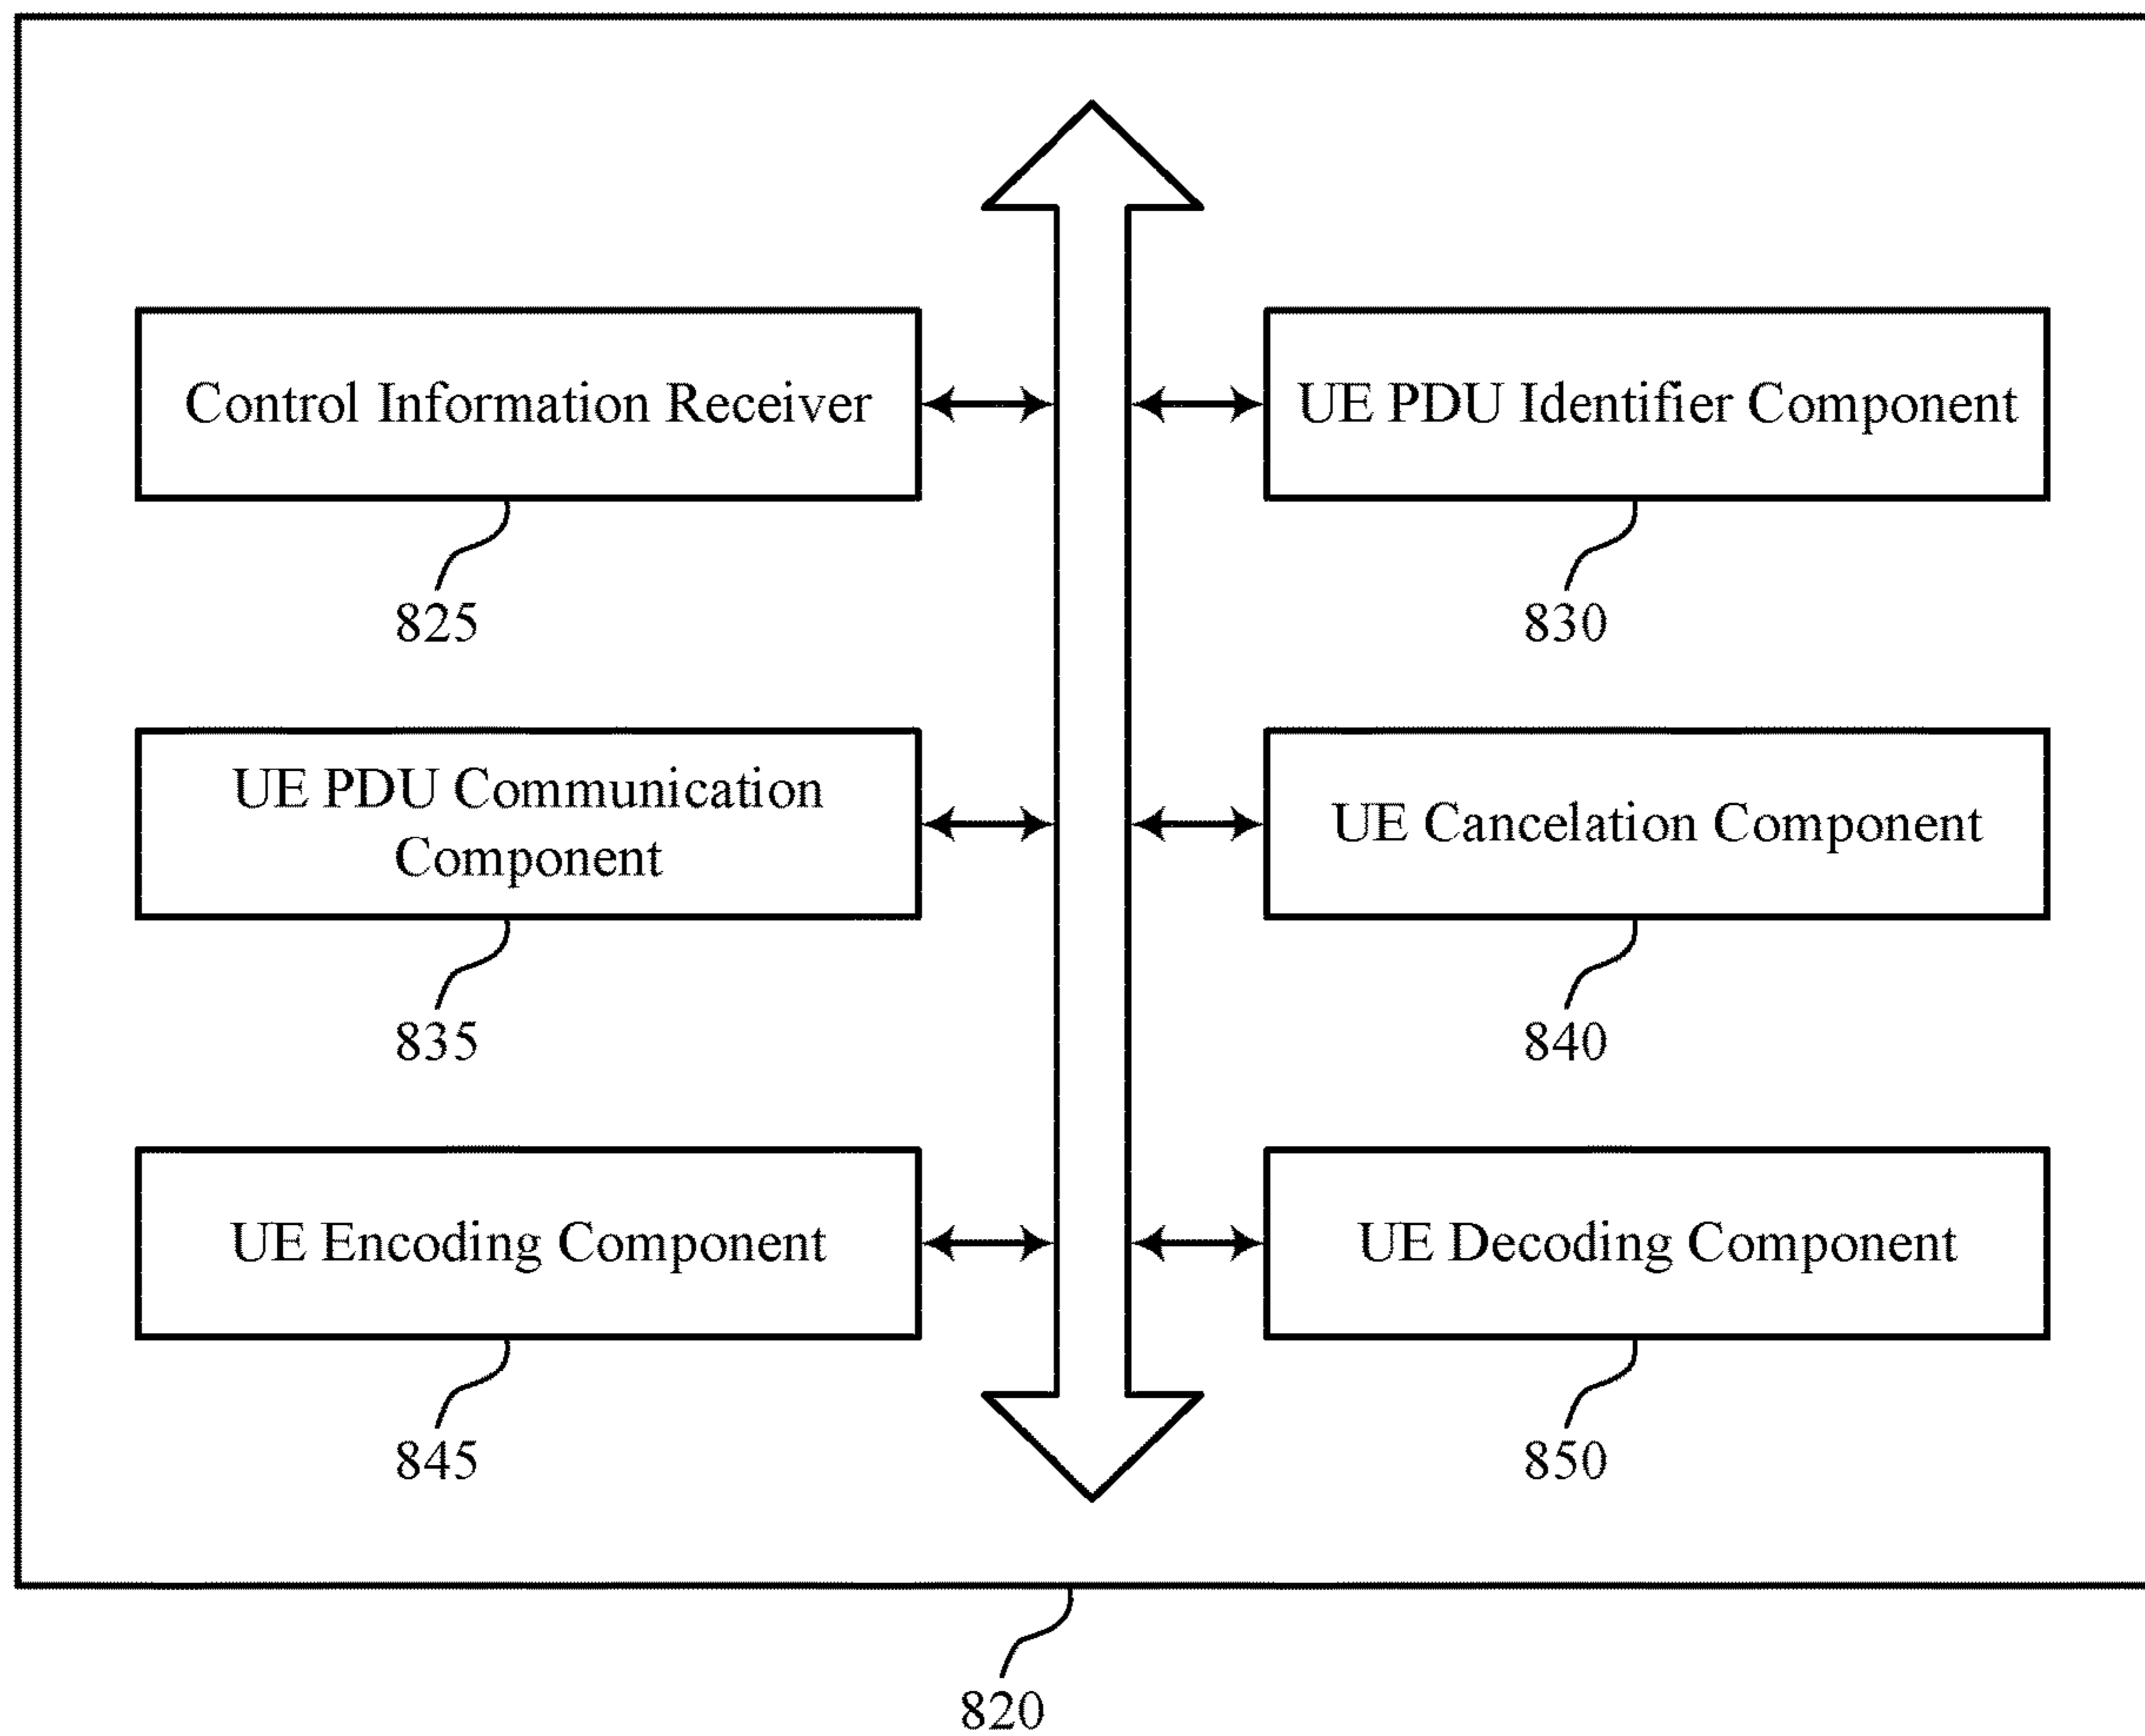 Control Information Receiver
825
UE PDU Identifier Component
830
UE PDU Communication
Component
835
UE Cancelation Component
840
UE Encoding Component
845
UE Decoding Component
850
820